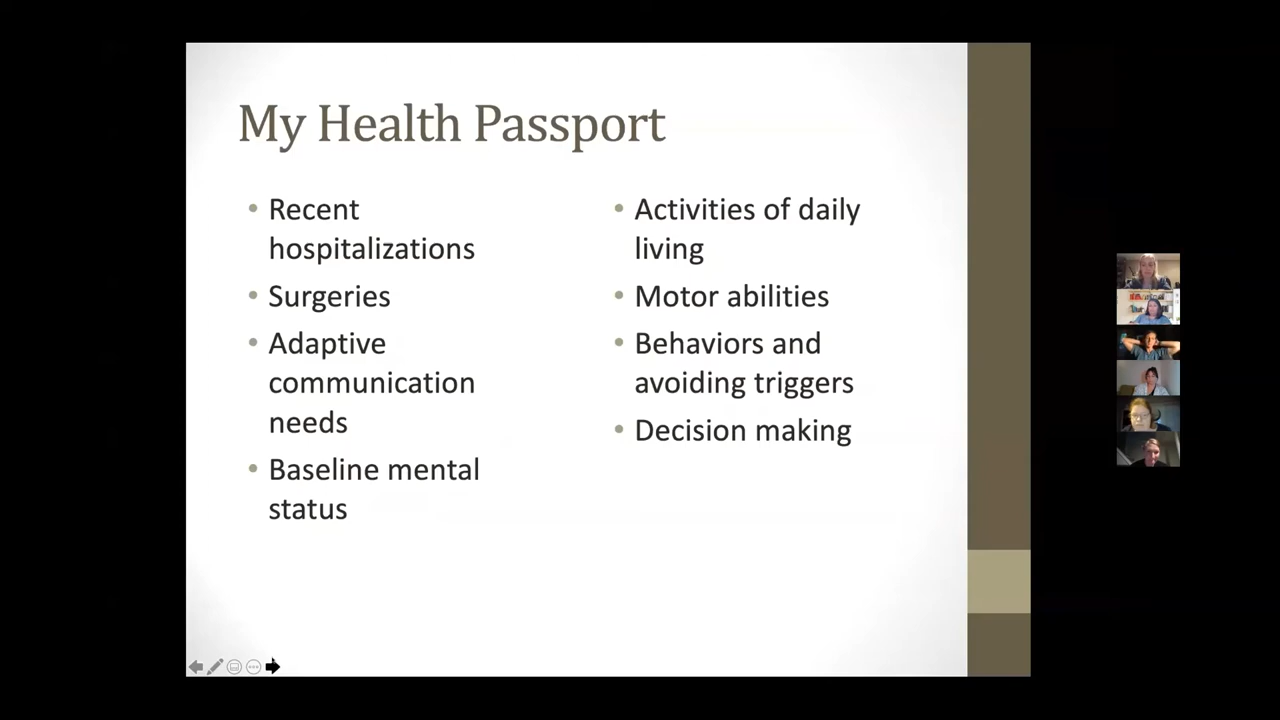 My Health Passport
Recent
hospitalizations
Surgeries
Adaptive
communication
needs
Baseline mental
status
Activities of daily
living
Motor abilities
Behaviors and
avoiding triggers
Decision making